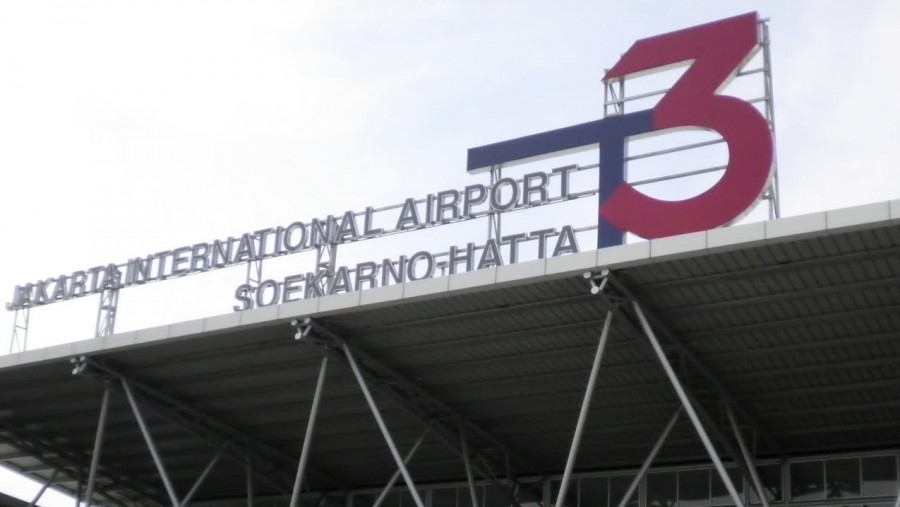 T3
JAKARTA INTERNATIONAL AIRPORT
SOEKARNO-HATTA